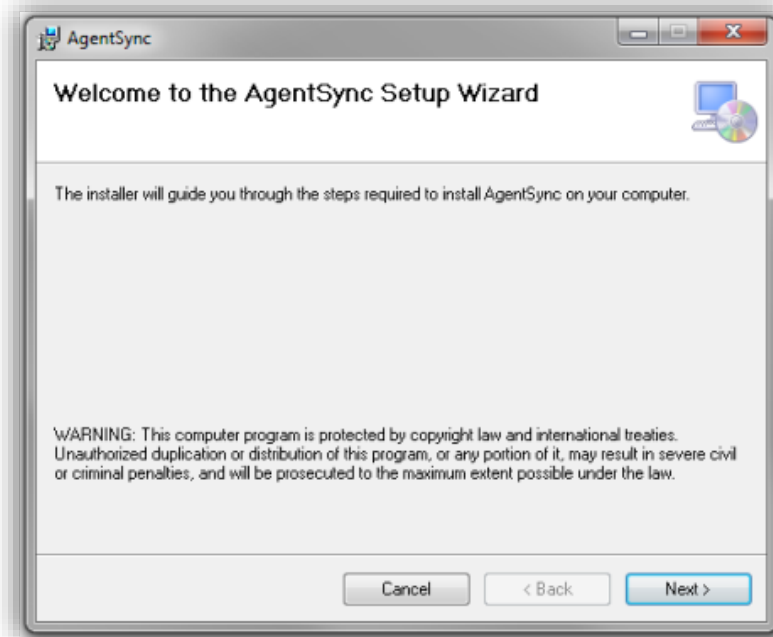 AgentSync
Welcome to the AgentSync Setup Wizard
The installer will guide you through the steps required to install AgentSync on your computer.
WARNING: This computer program is protected by copyright law and international treaties.
Unauthorized duplication or distribution of this program, or any portion of it, may result in severe civil
or criminal penalties, and will be prosecuted to the maximum extent possible under the law.
Cancel
< Back
Next >